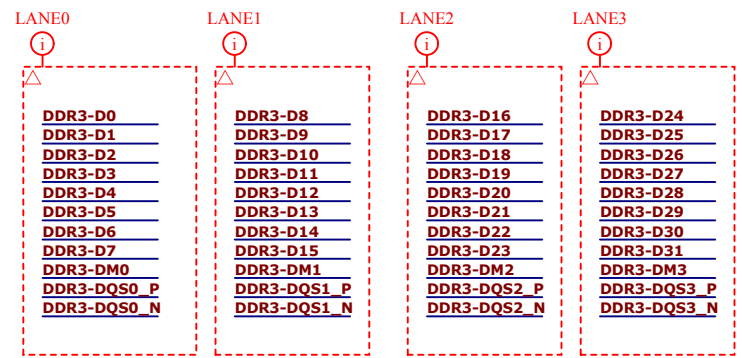 LANE0
i
DDR3-D0
DDR3-D1
DDR3-D2
DDR3-D3
DDR3-D4
DDR3-D5
DDR3-D6
DDR3-D7
DDR3-DM0
DDR3-DQS0_P
DDR3-DQS0_N
LANE1
i
DDR3-D8
DDR3-D9
DDR3-D10
DDR3-D11
DDR3-D12
DDR3-D13
DDR3-D14
DDR3-D15
DDR3-DM1
DDR3-DQS1_P
DDR3-DQS1_N
LANE2
i
DDR3-D16
DDR3-D17
DDR3-D18
DDR3-D19
DDR3-D20
DDR3-D21
DDR3-D22
DDR3-D23
DDR3-DM2
DDR3-DQS2_P
DDR3-DQS2_N
LANE3
i
DDR3-D24
DDR3-D25
DDR3-D26
DDR3-D27
DDR3-D28
DDR3-D29
DDR3-D30
DDR3-D31
DDR3-DM3
DDR3-DQS3_P
DDR3-DQS3_N